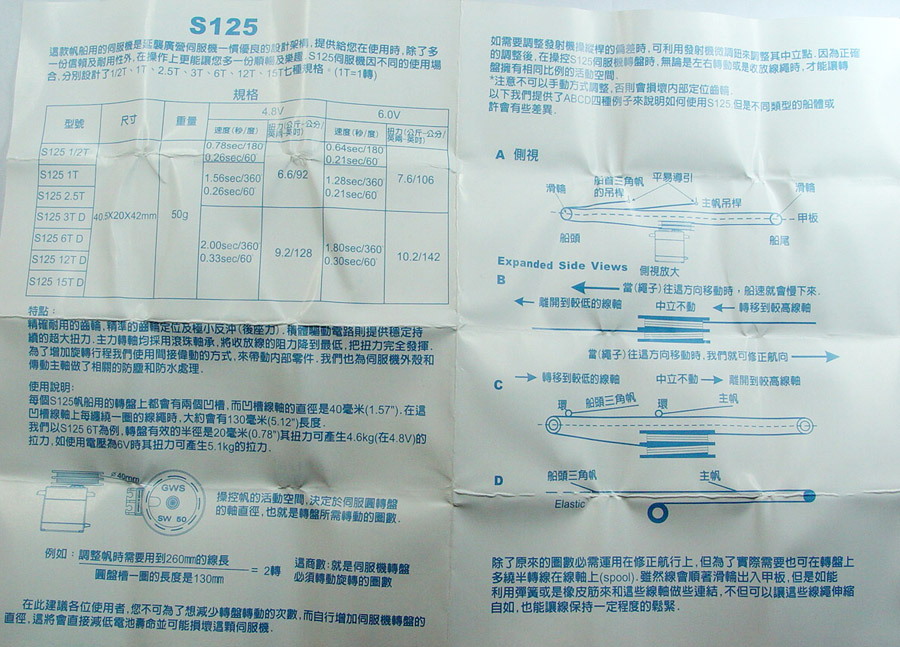 S125
這款帆船用的伺服機是延襲廣營伺服機一慣優良的設計架構,提供給您在使用時,除了多
一份信賴及耐用性外,在操作上更能讓您多一份順暢及樂趣.S125伺服機因不同的使用場
合,分別設計了1/2T、1T、2.5T、3T、6T、12T、15T七種規格。(1T=1轉)
規格
型號 尺寸 重量 4.8V 6.0V
速度(秒/度) 扭力(公斤-公分/英兩-英吋) 速度(秒/度) 扭力(公斤-公分/英兩-英吋)
S125 1/2T 0.78sec/180° 0.26sec/60° 0.64sec/180° 0.21sec/60°
S125 1T 1.56sec/360° 0.26sec/60° 6.6/92 1.28sec/360° 0.21sec/60° 7.6/106
S125 2.5T
S125 3T D 40.5X20X42mm 50g
S125 6T D 2.00sec/360° 0.33sec/60° 9.2/128 1.80sec/360° 0.30sec/60° 10.2/142
S125 12T D
S125 15T D
特點:
精確耐用的齒輪,精準的齒輪定位及極小反沖(後座力),積體驅動電路則提供穩定持
續的超大扭力,主力轉軸均採用滾珠軸承,將收放線的阻力降到最低,把扭力完全發揮.
為了增加旋行程我們使用間接傳動的方式,來帶動內部零件.我們也為伺服機外殼和
傳動主軸做了相關的防塵和防水處理.
使用說明:
每個S125帆船用的轉盤上都會有兩個凹槽,而凹槽線軸的直徑是40毫米(1.57").在這
凹槽線軸上每纏繞一圈的線繩時,大約會有130毫米(5.12")長度.
我們以S125 6T為例,轉盤有效的半徑是20毫米(0.78")其扭力可產生4.6kg(在4.8V)的
拉力,如使用電壓為6V時其扭力可產生5.1kg的拉力.
ø40mm
GWS
SW 50
操控帆的活動空間,決定於伺服圓轉盤
的軸直徑,也就是轉盤所需轉動的圈數.
例如:調整帆時需要用到260mm的線長
圓盤槽一圈的長度是130mm
= 2轉
這商數:就是伺服機轉盤
必須轉動旋轉的圈數
在此建議各位使用者,您不可為了想減少轉盤轉動的次數,而自行增加伺服機轉盤的
直徑,這將會直接減低電池壽命並可能損壞這顆伺服機.
如需要調整發射機操縱桿的偏差時,可利用發射機微調鈕來調整其中立點.因為正確
的調整後,在操控S125伺服機轉盤時,無論是左右轉動或是收放線繩時,才能讓轉
盤擁有相同比例的活動空間.
*注意不可以手動方式調整,否則會損壞內部定位齒輪.
以下我們提供了ABCD四種例子來說明如何使用S125.但是不同類型的船體或
許會有些差異.
A 側視
滑輪
船首三角帆
的吊桿
平易導引
主帆吊桿
滑輪
甲板
船頭
船尾
Expanded Side Views 側視放大
B
當(繩子)往這方向移動時,船速就會慢下來.
離開到較低的線軸
中立不動
轉移到較高線軸
當(繩子)往這方向移動時,我們就可修正航向
C
轉移到較低的線軸
中立不動
離開到較高線軸
環
船頭三角帆
環
主帆
D
船頭三角帆
主帆
Elastic
除了原來的圈數必需運用在修正航行上,但為了實際需要也可在轉盤上
多繞半轉線在線軸上(spool).雖然線會順著滑輪出入甲板,但是如能
利用彈簧或是橡皮筋來和這些線軸做些連結,不但可以讓這些線繩伸縮
自如,也能讓線保持一定程度的鬆緊.